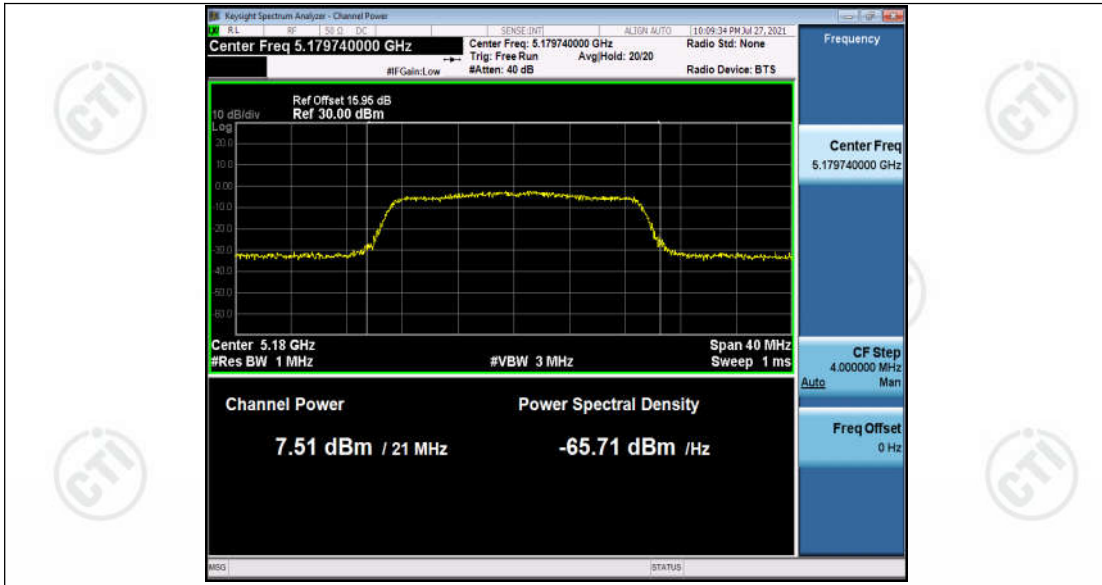 Keysight Spectrum Analyzer - Channel Power
RL RF 50 Ω DC SENSE:INT ALIGN AUTO 10:09:34 PM Jul 27, 2021
Center Freq 5.179740000 GHz
Center Freq: 5.179740000 GHz
Radio Std: None
Trig: Free Run Avg|Hold: 20/20
#IFGain:Low
#Atten: 40 dB
Radio Device: BTS
Frequency
Ref Offset 15.95 dB
10 dB/div Ref 30.00 dBm
Log
20.0
10.0
0.00
-10.0
-20.0
-30.0
-40.0
-50.0
-60.0
Center 5.18 GHz Span 40 MHz
#Res BW 1 MHz #VBW 3 MHz Sweep 1 ms
Center Freq
5.179740000 GHz
CF Step
4.000000 MHz
Auto Man
Freq Offset
0 Hz
Channel Power Power Spectral Density
7.51 dBm / 21 MHz -65.71 dBm /Hz
MSG STATUS
CTI
CTI
CTI
CTI